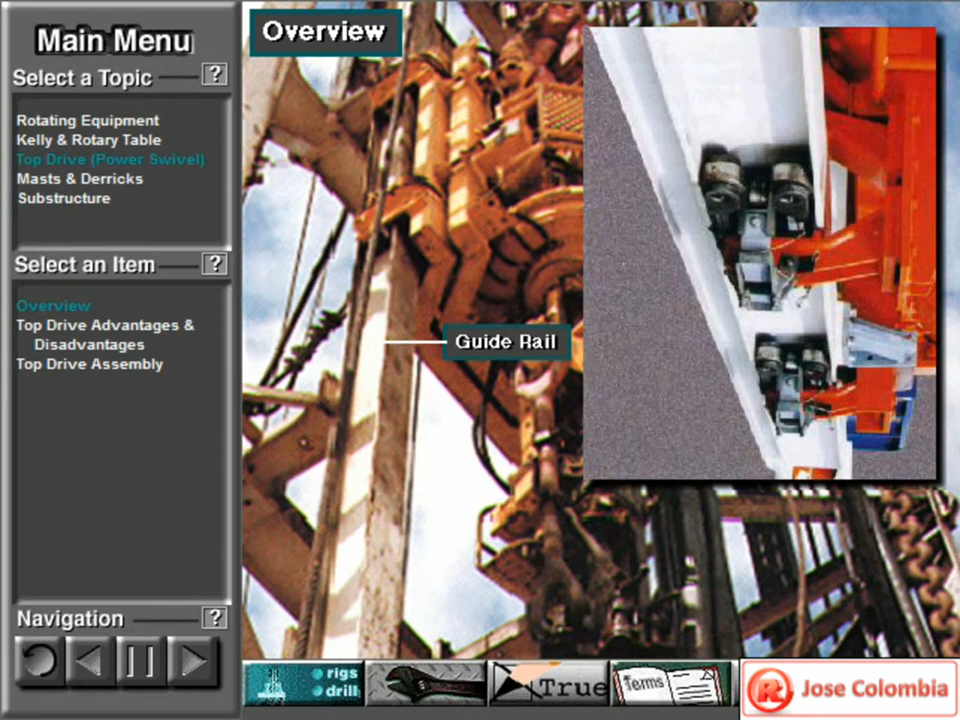 Main Menu
Select a Topic
?
Rotating Equipment
Kelly & Rotary Table
Top Drive (Power Swivel)
Masts & Derricks
Substructure
Select an Item
?
Overview
Top Drive Advantages &
Disadvantages
Top Drive Assembly
Navigation
?
Overview
Guide Rail
rigs
drill
True
Terms
R Jose Colombia